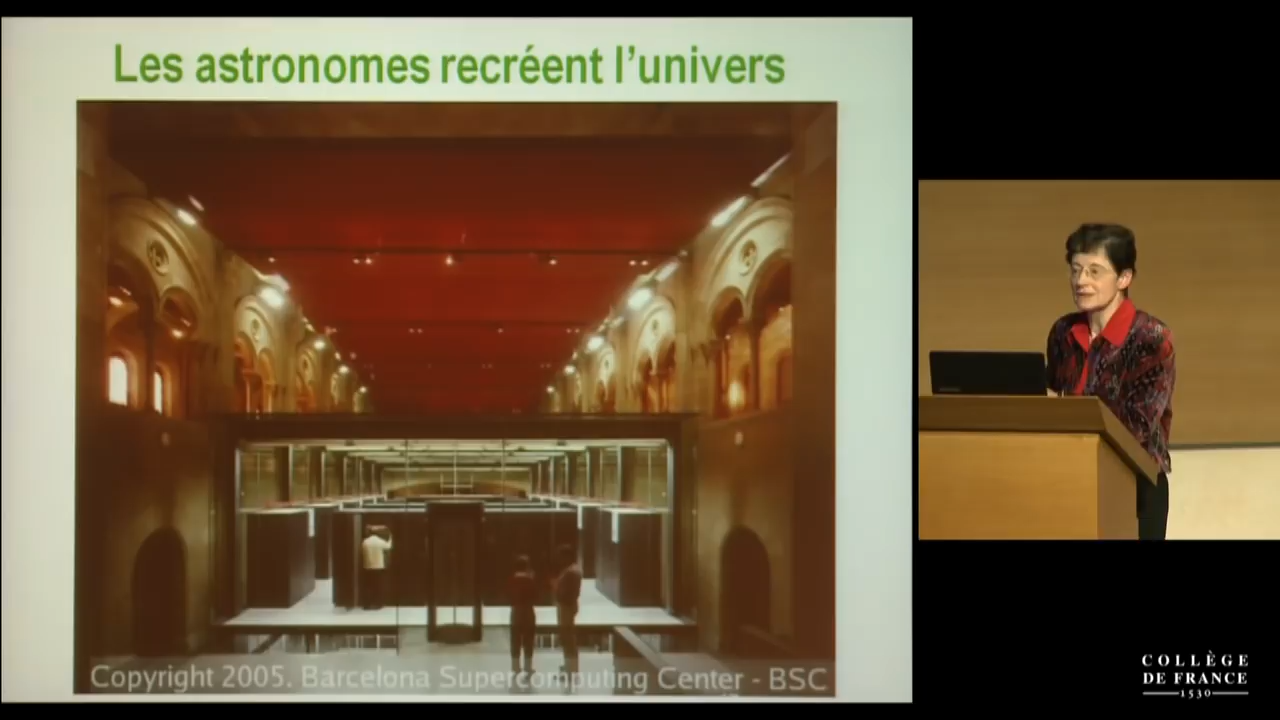 Les astronomes recréent l'univers
Copyright 2005. Barcelona Supercomputing Center - BSC
COLLÈGE
DE FRANCE
1530